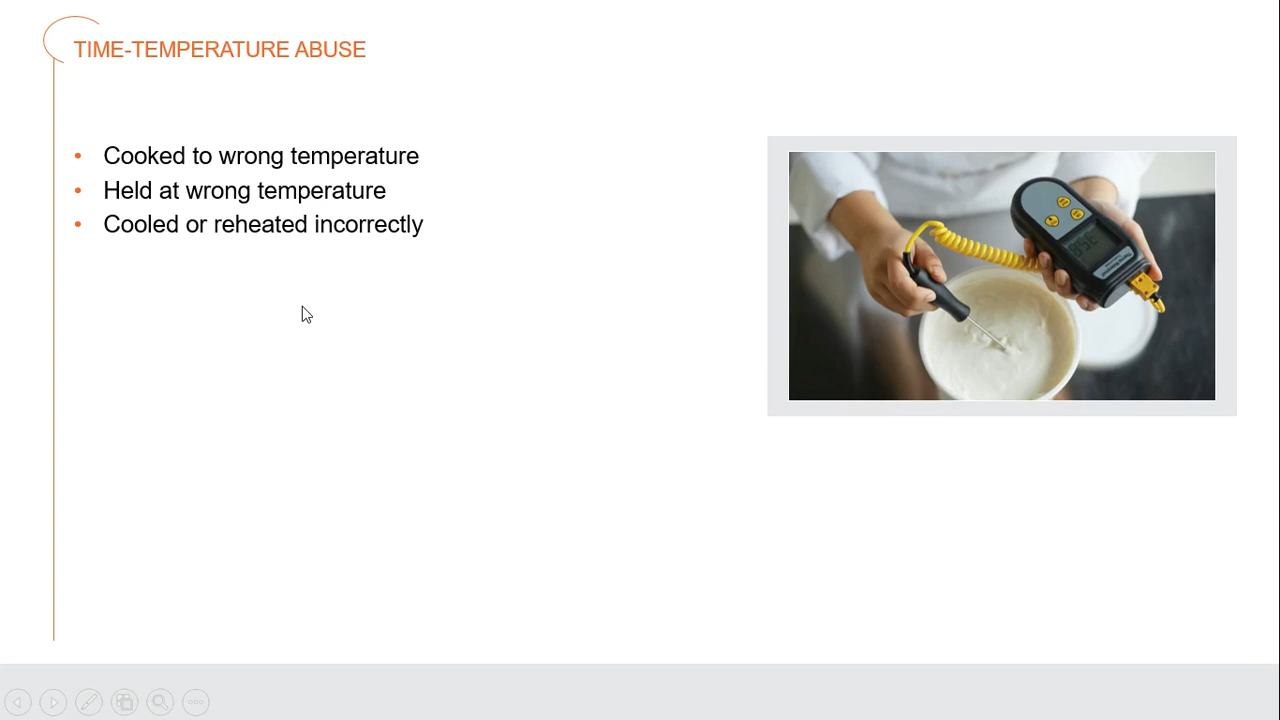 TIME-TEMPERATURE ABUSE
Cooked to wrong temperature
Held at wrong temperature
Cooled or reheated incorrectly